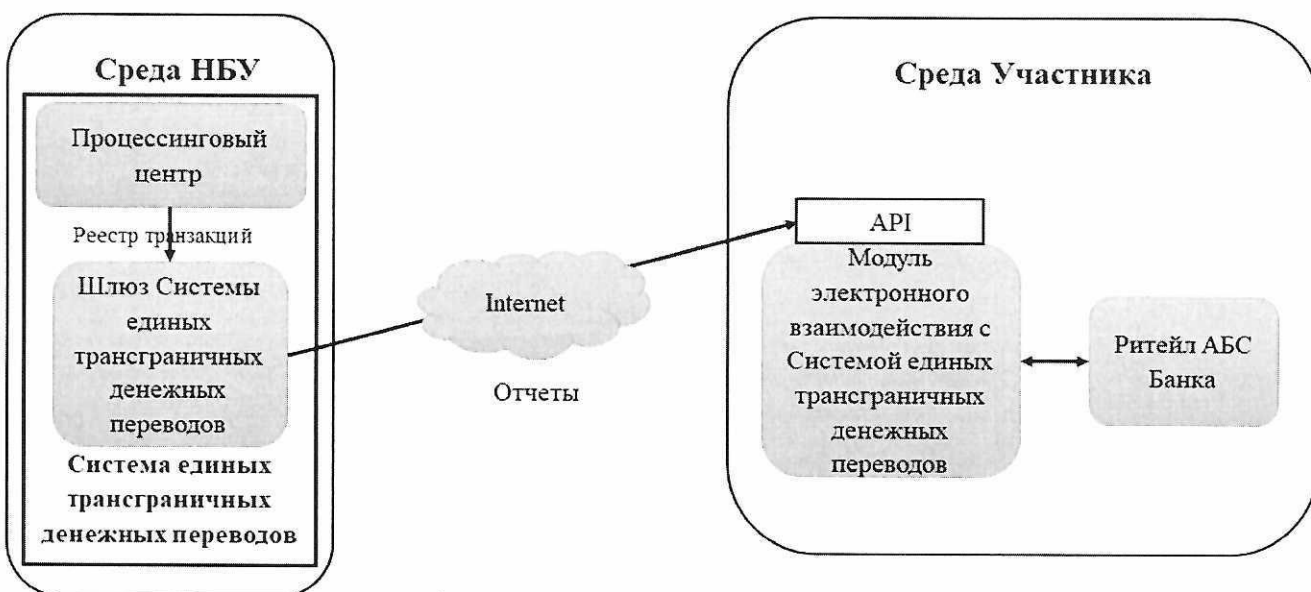 Среда НБУ
Процессинговый
центр
Реестр транзакций
Шлюз Системы
единых
трансграничных
денежных
переводов
Система единых
трансграничных
денежных переводов
Internet
Отчеты
Среда Участника
API
Модуль
электронного
взаимодействия с
Системой единых
трансграничных
денежных
переводов
Ритейл АБС
Банка